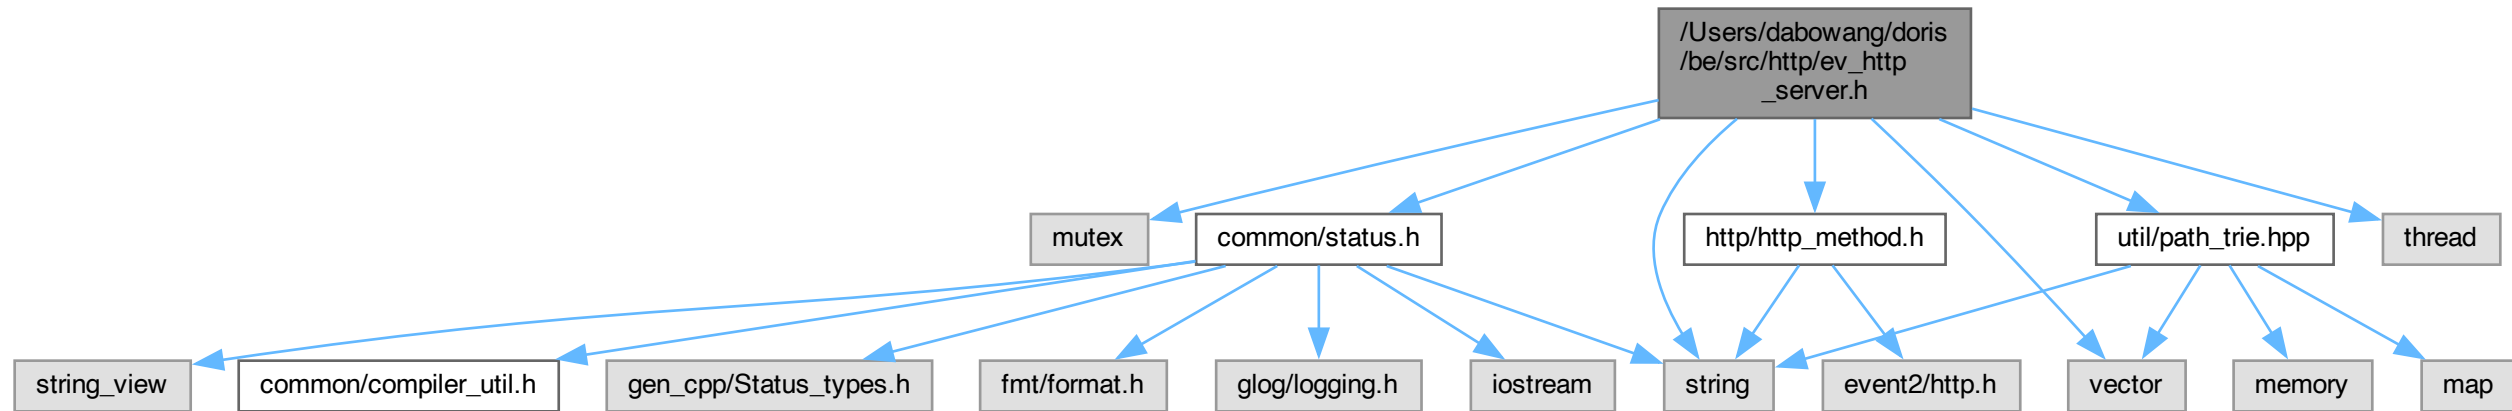 /Users/dabowang/doris
/be/src/http/ev_http
_server.h
mutex
common/status.h
http/http_method.h
util/path_trie.hpp
thread
string_view
common/compiler_util.h
gen_cpp/Status_types.h
fmt/format.h
glog/logging.h
iostream
string
event2/http.h
vector
memory
map